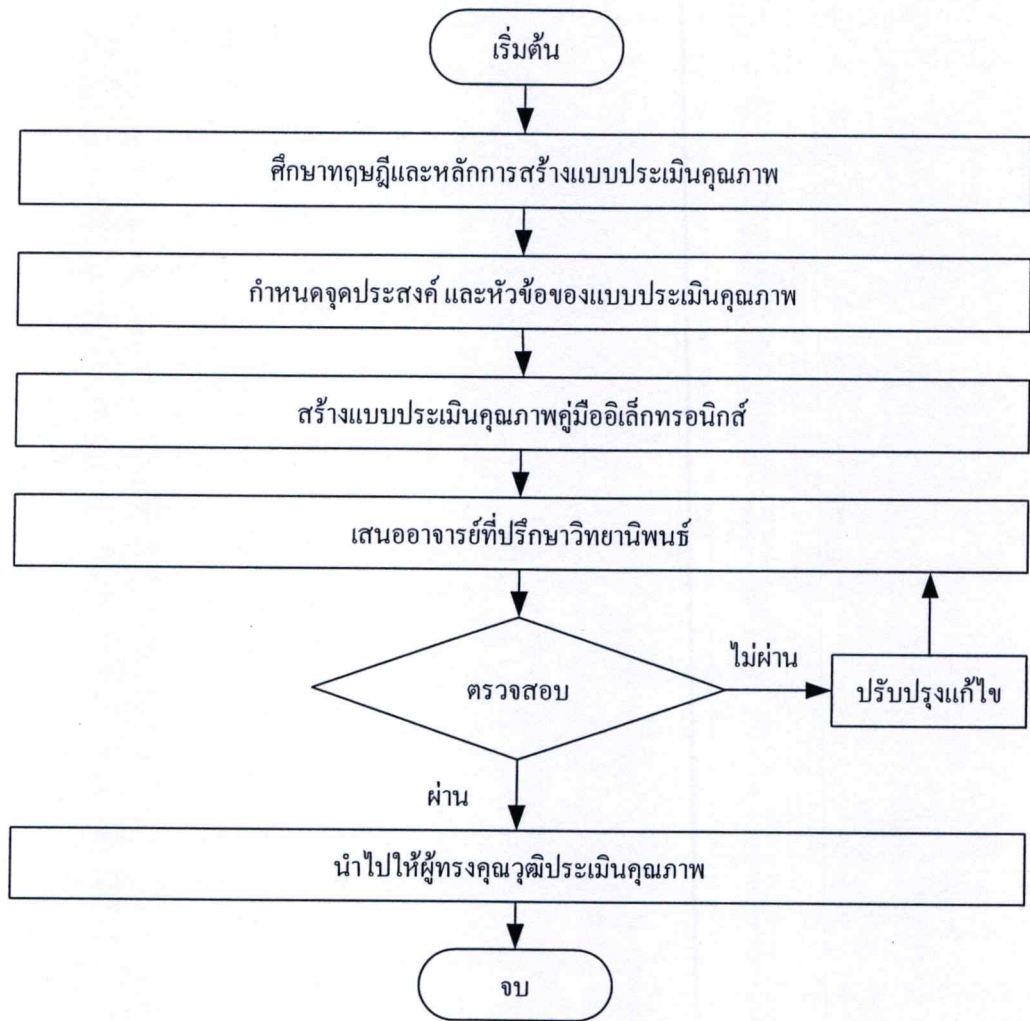 เริ่มต้น
ศึกษาทฤษฎีและหลักการสร้างแบบประเมินคุณภาพ
กำหนดจุดประสงค์ และหัวข้อของแบบประเมินคุณภาพ
สร้างแบบประเมินคุณภาพคู่มืออิเล็กทรอนิกส์
เสนออาจารย์ที่ปรึกษาวิทยานิพนธ์
ตรวจสอบ
ไม่ผ่าน
ปรับปรุงแก้ไข
ผ่าน
นำไปให้ผู้ทรงคุณวุฒิประเมินคุณภาพ
จบ